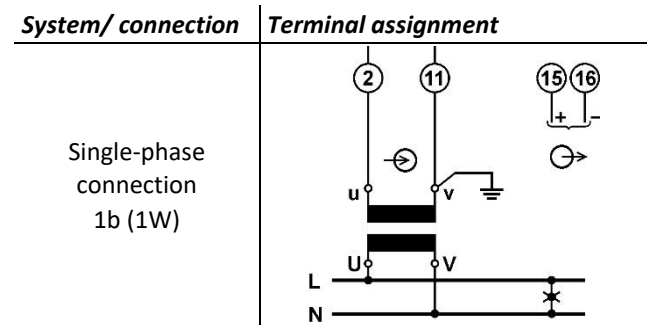 System/ connection
Terminal assignment
2 11 15 16
+ -
Single-phase
connection
1b (1W)
u v
U V
L
N